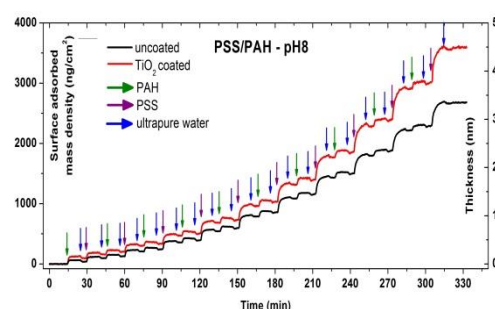 PSS/PAH - pH8
uncoated
TiO2 coated
PAH
PSS
ultrapure water
Surface adsorbed
mass density (ng/cm²)
4000
3000
2000
1000
0
Thickness (nm)
0 30 60 90 120 150 180 210 240 270 300 330
Time (min)